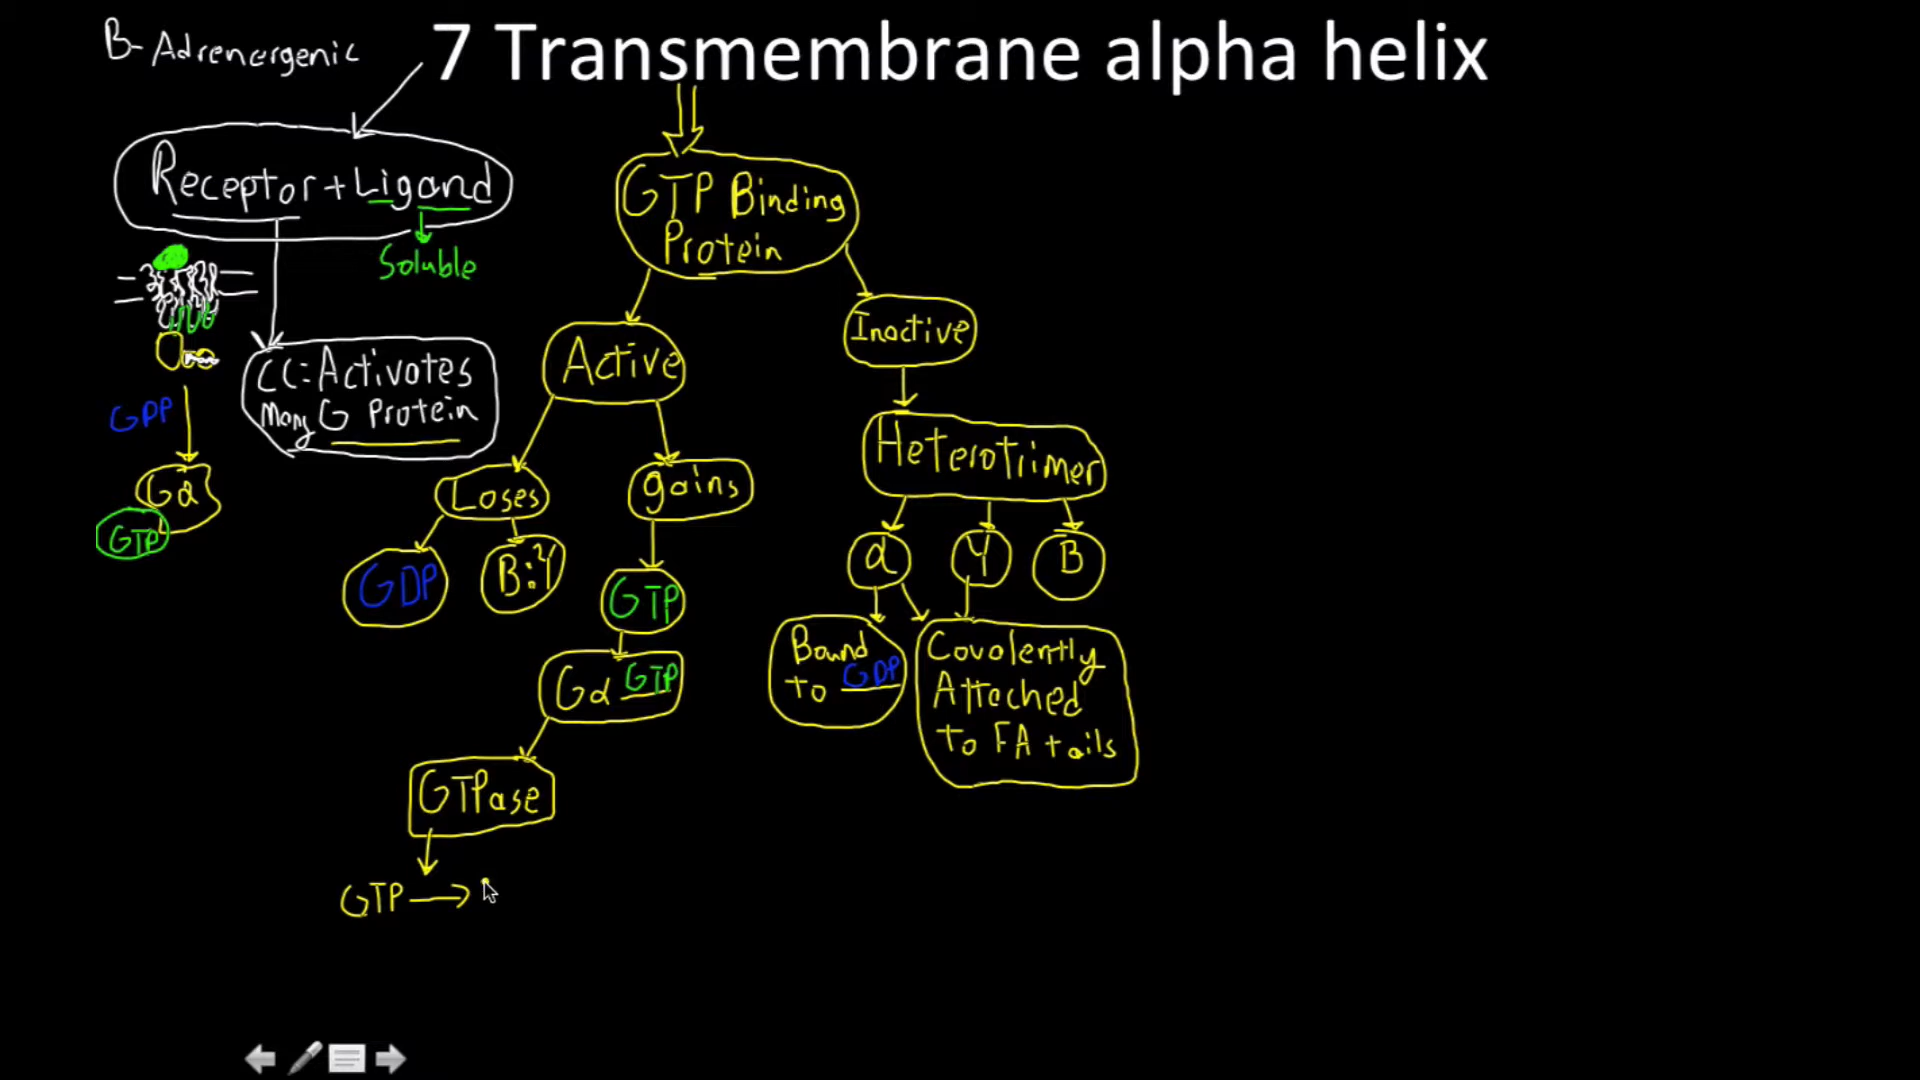 B-Adrenergenic
7 Transmembrane alpha helix
Receptor + Ligand
Soluble
GTP Binding
Protein
Active
Inactive
CC: Activates
Many G Protein
GDP
Gα
GTP
Loses
gains
Heterotrimer
GDP
B:γ
GTP
α
γ
B
Gα GTP
Bound
to GDP
Covalently
Attached
to FA tails
GTPase
GTP →